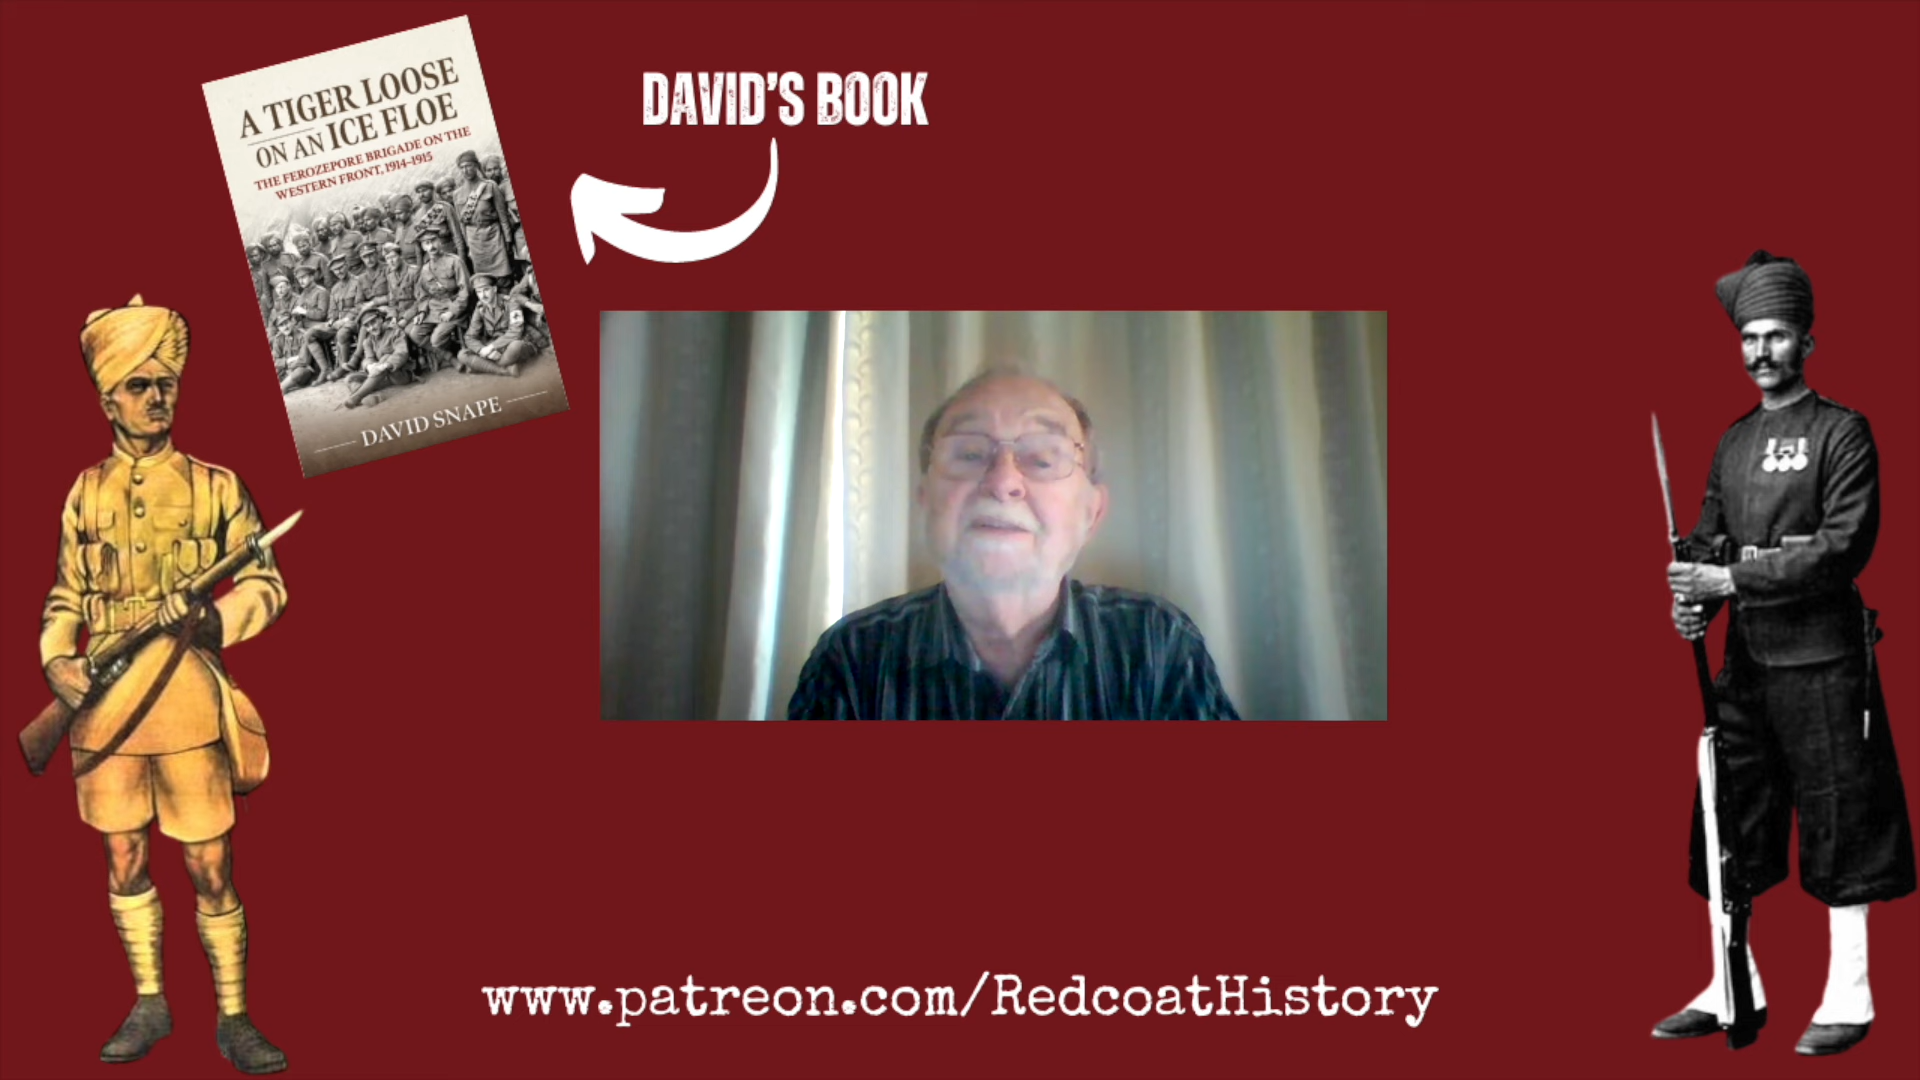 A TIGER LOOSE
ON AN ICE FLOE
THE FEROZEPORE BRIGADE ON THE
WESTERN FRONT, 1914–1915
DAVID SNAPE
DAVID'S BOOK
www.patreon.com/RedcoatHistory